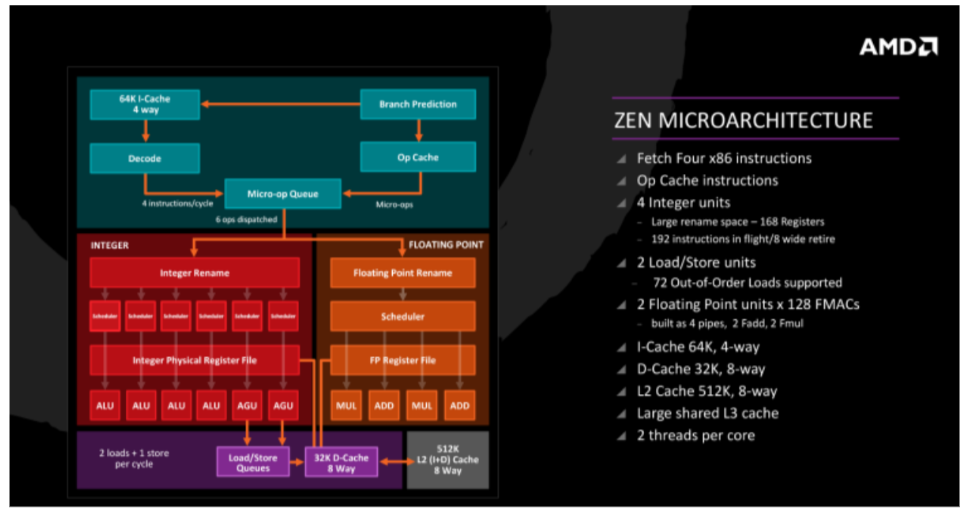 AMD
64K I-Cache
4 way
Branch Prediction
Decode
Op Cache
Micro-op Queue
4 instructions/cycle
Micro-ops
6 ops dispatched
INTEGER
FLOATING POINT
Integer Rename
Floating Point Rename
Scheduler
Scheduler
Scheduler
Scheduler
Scheduler
Scheduler
Scheduler
Integer Physical Register File
FP Register File
ALU
ALU
ALU
ALU
AGU
AGU
MUL
ADD
MUL
ADD
2 loads + 1 store
per cycle
Load/Store
Queues
32K D-Cache
8 Way
512K
L2 (I+D) Cache
8 Way
ZEN MICROARCHITECTURE
Fetch Four x86 instructions
Op Cache instructions
4 Integer units
– Large rename space – 168 Registers
– 192 instructions in flight/8 wide retire
2 Load/Store units
– 72 Out-of-Order Loads supported
2 Floating Point units x 128 FMACs
– built as 4 pipes, 2 Fadd, 2 Fmul
I-Cache 64K, 4-way
D-Cache 32K, 8-way
L2 Cache 512K, 8-way
Large shared L3 cache
2 threads per core